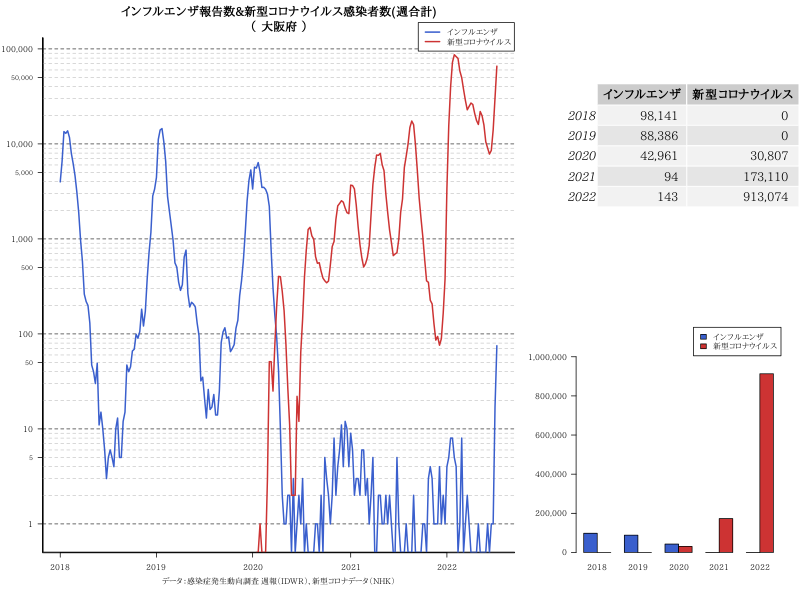 インフルエンザ報告数&新型コロナウイルス感染者数(週合計)
( 大阪府 )
インフルエンザ
新型コロナウイルス
100,000
50,000
10,000
5,000
1,000
500
100
50
10
5
1
2018 2019 2020 2021 2022
データ:感染症発生動向調査 週報(IDWR)、新型コロナデータ(NHK)
インフルエンザ 新型コロナウイルス
2018 98,141 0
2019 88,386 0
2020 42,961 30,807
2021 94 173,110
2022 143 913,074
インフルエンザ
新型コロナウイルス
1,000,000
800,000
600,000
400,000
200,000
0
2018 2019 2020 2021 2022